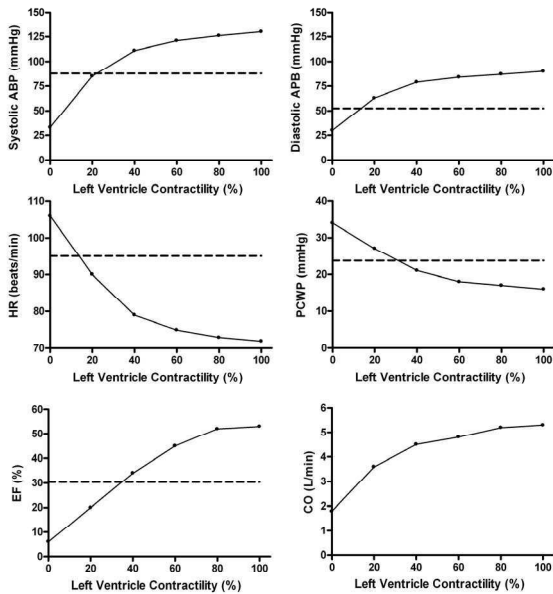 Systolic ABP (mmHg)
150
125
100
75
50
25
0
0 20 40 60 80 100
Left Ventricle Contractility (%)
Diastolic APB (mmHg)
150
125
100
75
50
25
0
0 20 40 60 80 100
Left Ventricle Contractility (%)
HR (beats/min)
110
100
90
80
70
0 20 40 60 80 100
Left Ventricle Contractility (%)
PCWP (mmHg)
40
30
20
10
0
0 20 40 60 80 100
Left Ventricle Contractility (%)
EF (%)
60
50
40
30
20
10
0
0 20 40 60 80 100
Left Ventricle Contractility (%)
CO (L/min)
6
5
4
3
2
1
0
0 20 40 60 80 100
Left Ventricle Contractility (%)